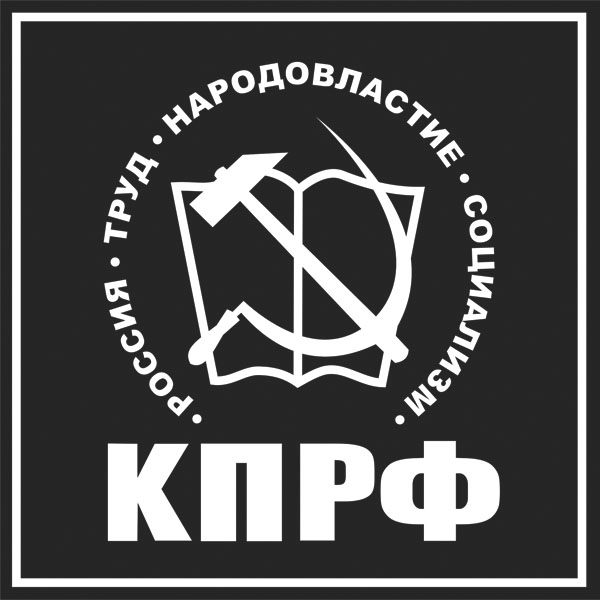 • РОССИЯ • ТРУД • НАРОДОВЛАСТИЕ • СОЦИАЛИЗМ •
КПРФ